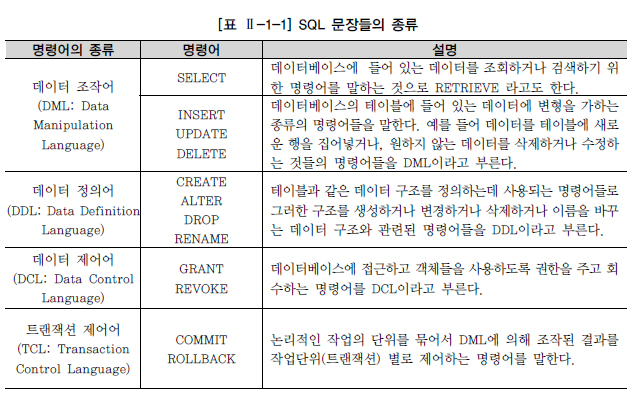 [표 Ⅱ-1-1] SQL 문장들의 종류
명령어의 종류 명령어 설명
데이터 조작어
(DML: Data
Manipulation
Language)
SELECT
데이터베이스에 들어 있는 데이터를 조회하거나 검색하기 위
한 명령어를 말하는 것으로 RETRIEVE 라고도 한다.
INSERT
UPDATE
DELETE
데이터베이스의 테이블에 들어 있는 데이터에 변형을 가하는
종류의 명령어들을 말한다. 예를 들어 데이터를 테이블에 새로
운 행을 집어넣거나, 원하지 않는 데이터를 삭제하거나 수정하
는 것들의 명령어들을 DML이라고 부른다.
데이터 정의어
(DDL: Data Definition
Language)
CREATE
ALTER
DROP
RENAME
테이블과 같은 데이터 구조를 정의하는데 사용되는 명령어들로
그러한 구조를 생성하거나 변경하거나 삭제하거나 이름을 바꾸
는 데이터 구조와 관련된 명령어들을 DDL이라고 부른다.
데이터 제어어
(DCL: Data Control
Language)
GRANT
REVOKE
데이터베이스에 접근하고 객체들을 사용하도록 권한을 주고 회
수하는 명령어를 DCL이라고 부른다.
트랜잭션 제어어
(TCL: Transaction
Control Language)
COMMIT
ROLLBACK
논리적인 작업의 단위를 묶어서 DML에 의해 조작된 결과를
작업단위(트랜잭션) 별로 제어하는 명령어를 말한다.